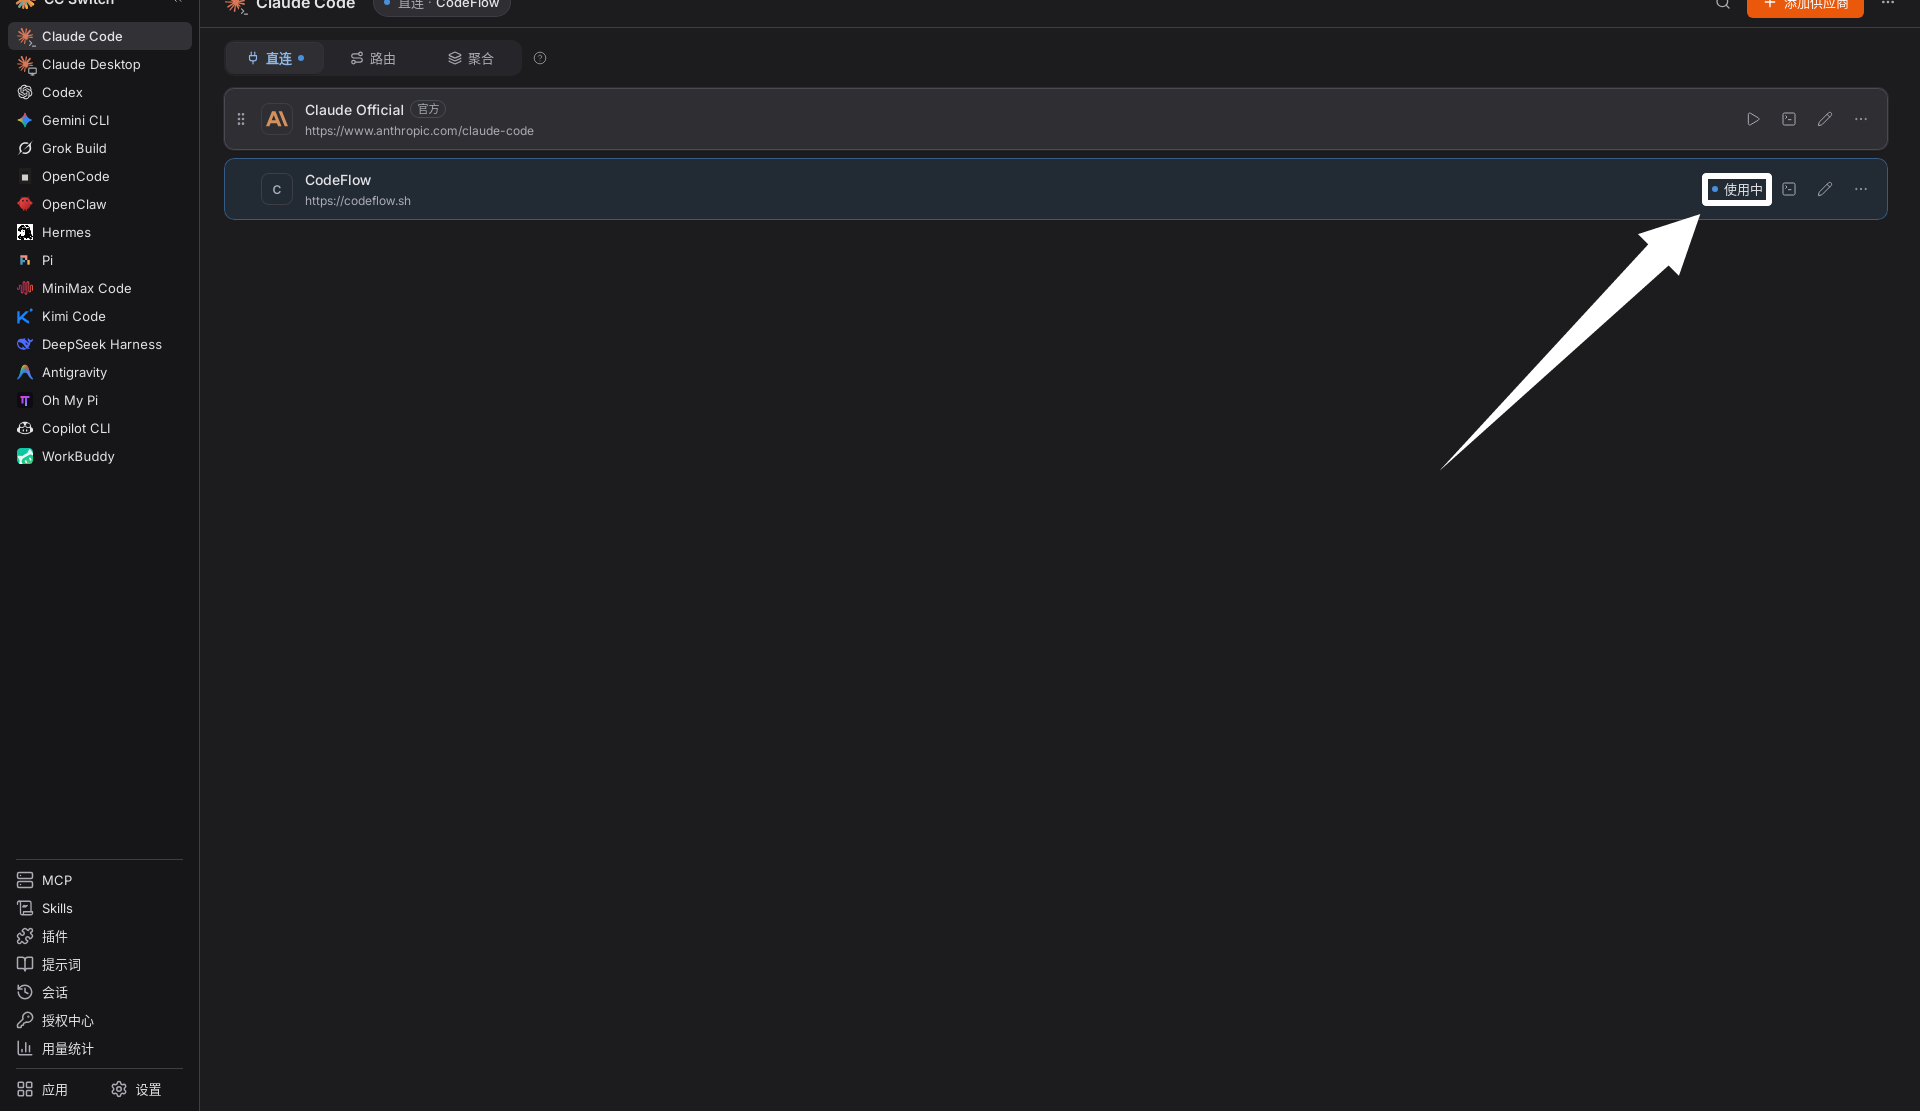 CC Switch
Claude Code
Claude Desktop
Codex
Gemini CLI
Grok Build
OpenCode
OpenClaw
Hermes
Pi
MiniMax Code
Kimi Code
DeepSeek Harness
Antigravity
Oh My Pi
Copilot CLI
WorkBuddy
MCP
Skills
插件
提示词
会话
授权中心
用量统计
应用
设置
Claude Code
直连 · CodeFlow
添加供应商
直连
路由
聚合
Claude Official 官方
https://www.anthropic.com/claude-code
C
CodeFlow
https://codeflow.sh
使用中